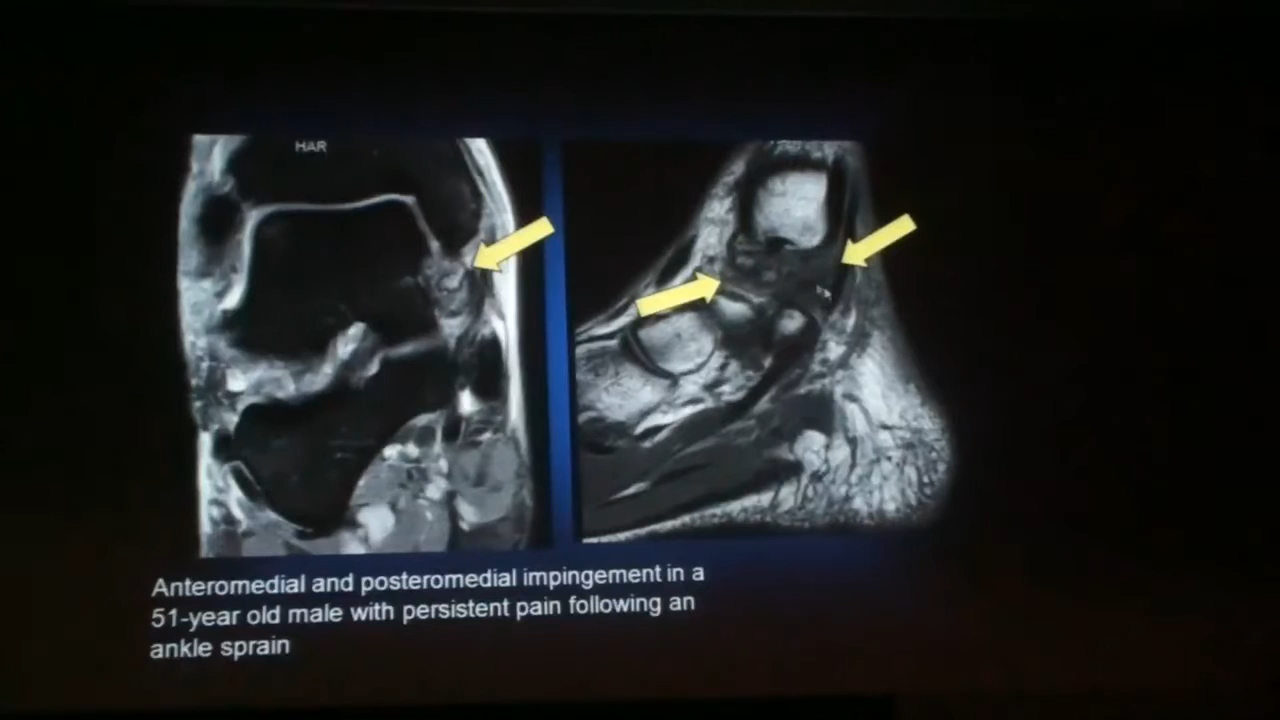 HAR
Anteromedial and posteromedial impingement in a
51-year old male with persistent pain following an
ankle sprain